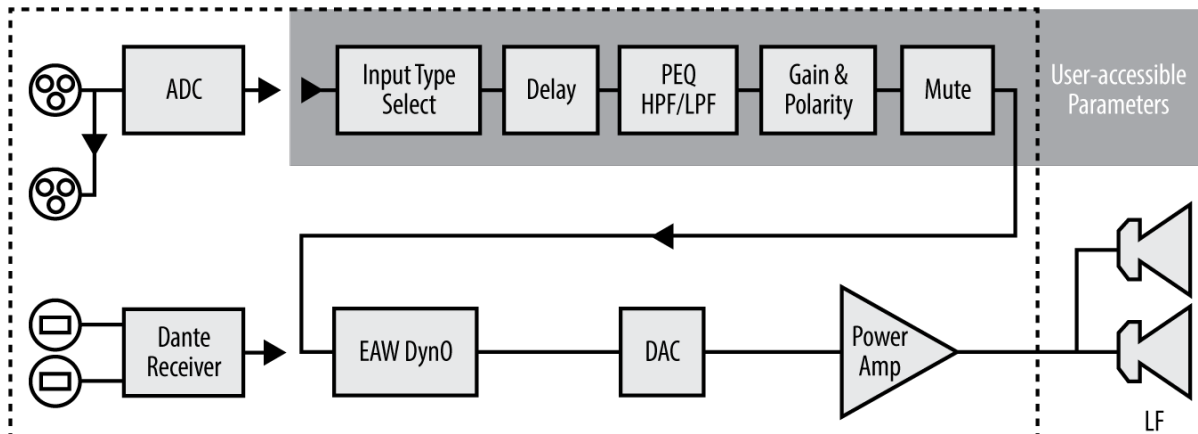 ADC
Input Type
Select
Delay
PEQ
HPF/LPF
Gain &
Polarity
Mute
User-accessible
Parameters
Dante
Receiver
EAW DynO
DAC
Power
Amp
LF